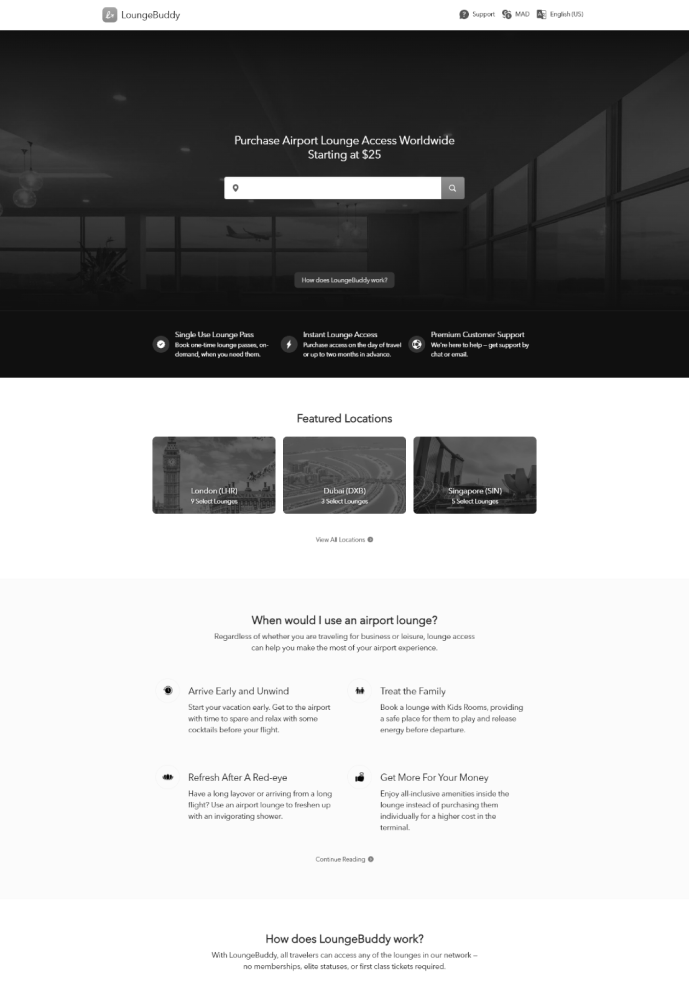 LoungeBuddy
Support
MAD
English (US)
Purchase Airport Lounge Access Worldwide
Starting at $25
How does LoungeBuddy work?
Single Use Lounge Pass
Book one-time lounge passes, on-
demand, when you need them.
Instant Lounge Access
Purchase access on the day of travel
or up to two months in advance.
Premium Customer Support
We're here to help – get support by
chat or email.
Featured Locations
London (LHR)
9 Select Lounges
Dubai (DXB)
3 Select Lounges
Singapore (SIN)
5 Select Lounges
View All Locations
When would I use an airport lounge?
Regardless of whether you are traveling for business or leisure, lounge access
can help you make the most of your airport experience.
Arrive Early and Unwind
Start your vacation early. Get to the airport
with time to spare and relax with some
cocktails before your flight.
Treat the Family
Book a lounge with Kids Rooms, providing
a safe place for them to play and release
energy before departure.
Refresh After A Red-eye
Have a long layover or arriving from a long
flight? Use an airport lounge to freshen up
with an invigorating shower.
Get More For Your Money
Enjoy all-inclusive amenities inside the
lounge instead of purchasing them
individually for a higher cost in the
terminal.
Continue Reading
How does LoungeBuddy work?
With LoungeBuddy, all travelers can access any of the lounges in our network –
no memberships, elite statuses, or first class tickets required.